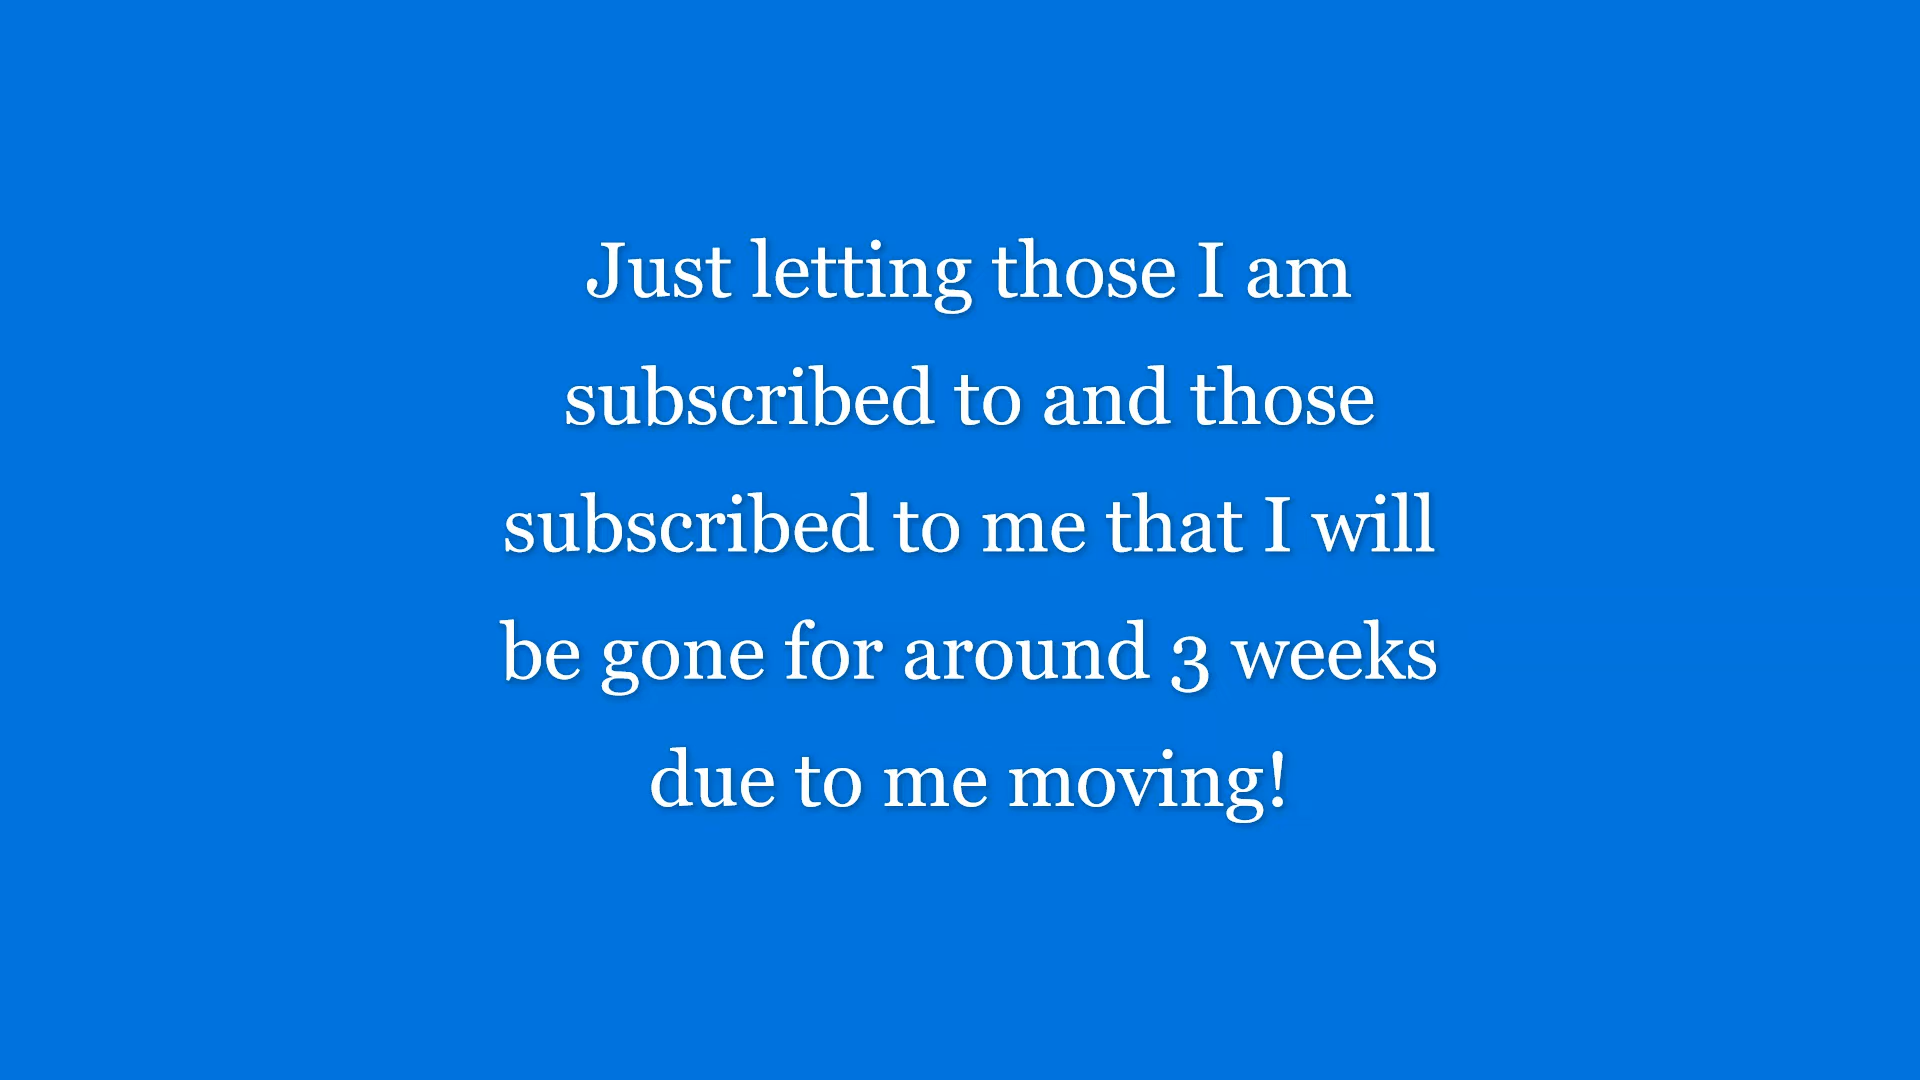 Just letting those I am
subscribed to and those
subscribed to me that I will
be gone for around 3 weeks
due to me moving!